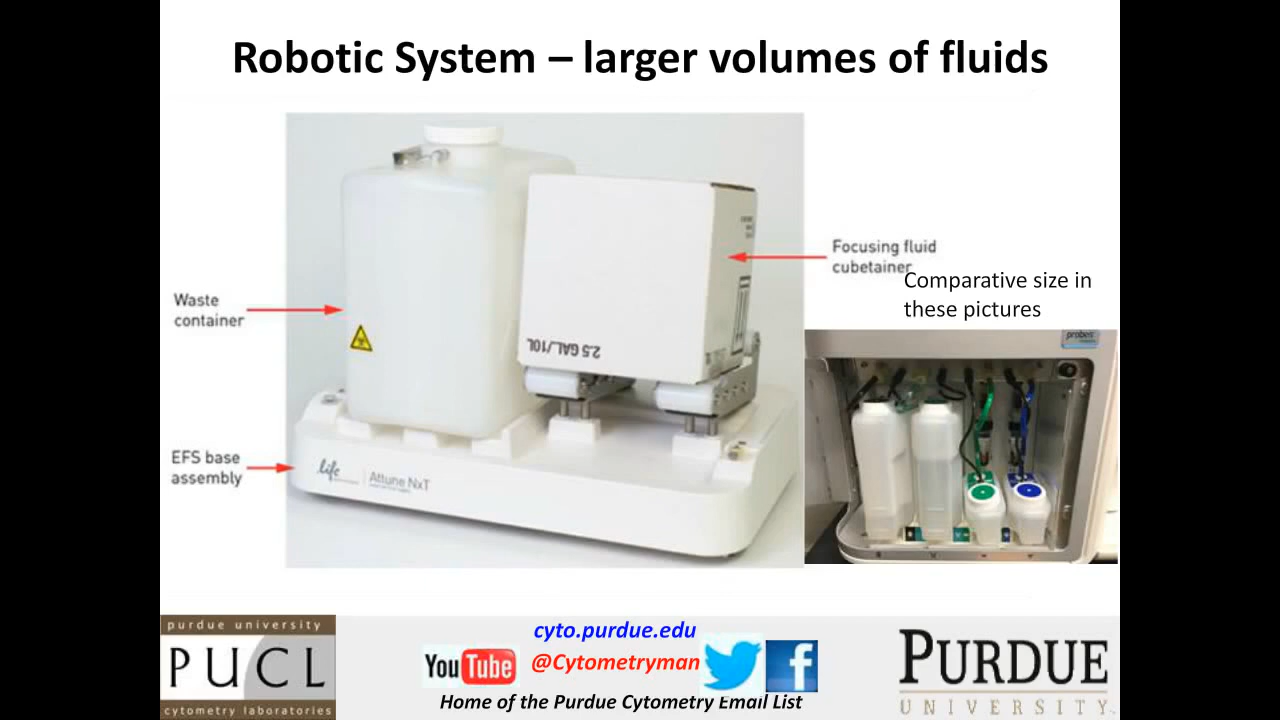 Robotic System – larger volumes of fluids
Focusing fluid
cubetainer
Comparative size in
these pictures
Waste
container
2.5 GAL./10L
EFS base
assembly
life
Attune NxT
probes
purdue university
PUCL
cytometry laboratories
cyto.purdue.edu
YouTube
@Cytometryman
f
Home of the Purdue Cytometry Email List
PURDUE
UNIVERSITY